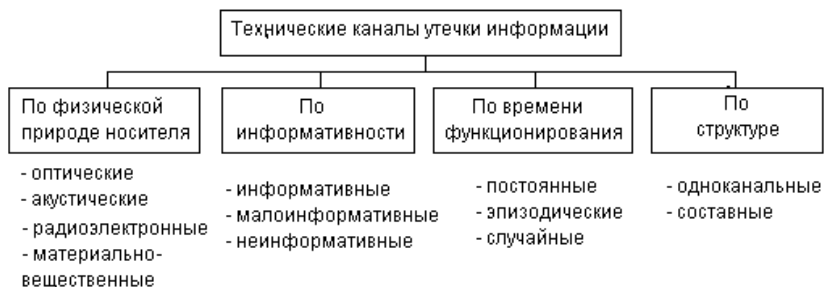 Технические каналы утечки информации
По физической
природе носителя
- оптические
- акустические
- радиоэлектронные
- материально-
вещественные
По
информативности
- информативные
- малоинформативные
- неинформативные
По времени
функционирования
- постоянные
- эпизодические
- случайные
По
структуре
- одноканальные
- составные